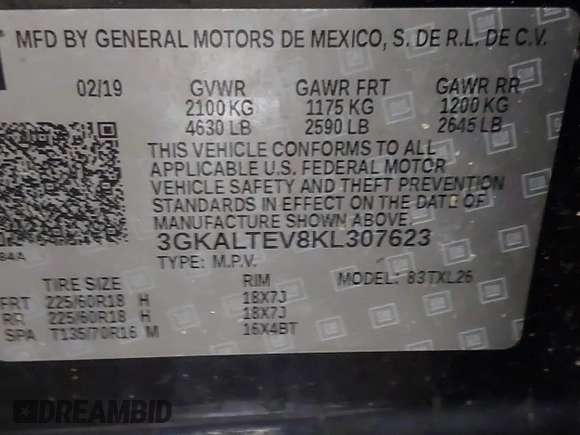 MFD BY GENERAL MOTORS DE MEXICO, S. DE R.L. DE C.V.
02/19 GVWR GAWR FRT GAWR RR
2100 KG 1175 KG 1200 KG
4630 LB 2590 LB 2645 LB
THIS VEHICLE CONFORMS TO ALL
APPLICABLE U.S. FEDERAL MOTOR
VEHICLE SAFETY AND THEFT PREVENTION
STANDARDS IN EFFECT ON THE DATE OF
MANUFACTURE SHOWN ABOVE.
3GKALTEV8KL307623
84A
TYPE: M.P.V. MODEL: 83TXL26
TIRE SIZE RIM
FRT 225/60R18 H 18X7J
RR 225/60R18 H 18X7J
SPA T135/70R16 M 16X4BT
DREAMBID